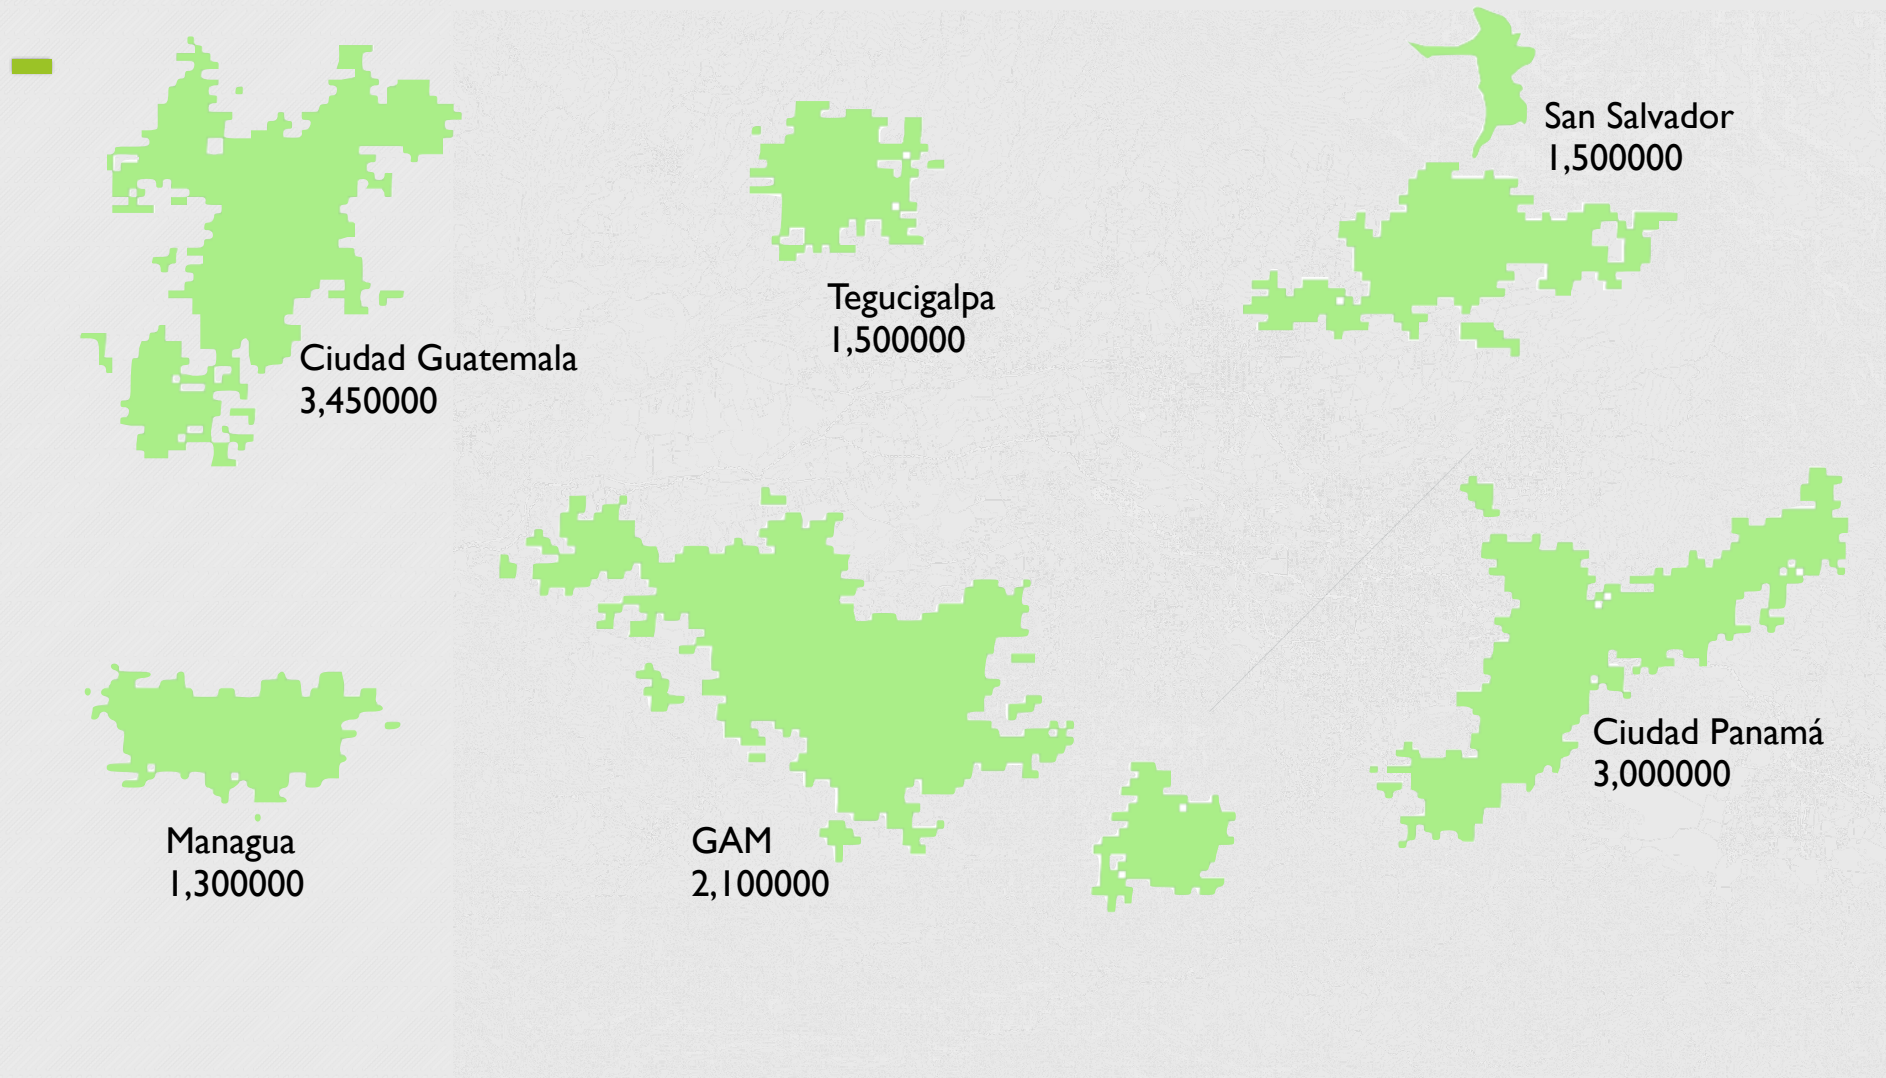 San Salvador
1,500000
Tegucigalpa
1,500000
Ciudad Guatemala
3,450000
Ciudad Panamá
3,000000
Managua
1,300000
GAM
2,100000